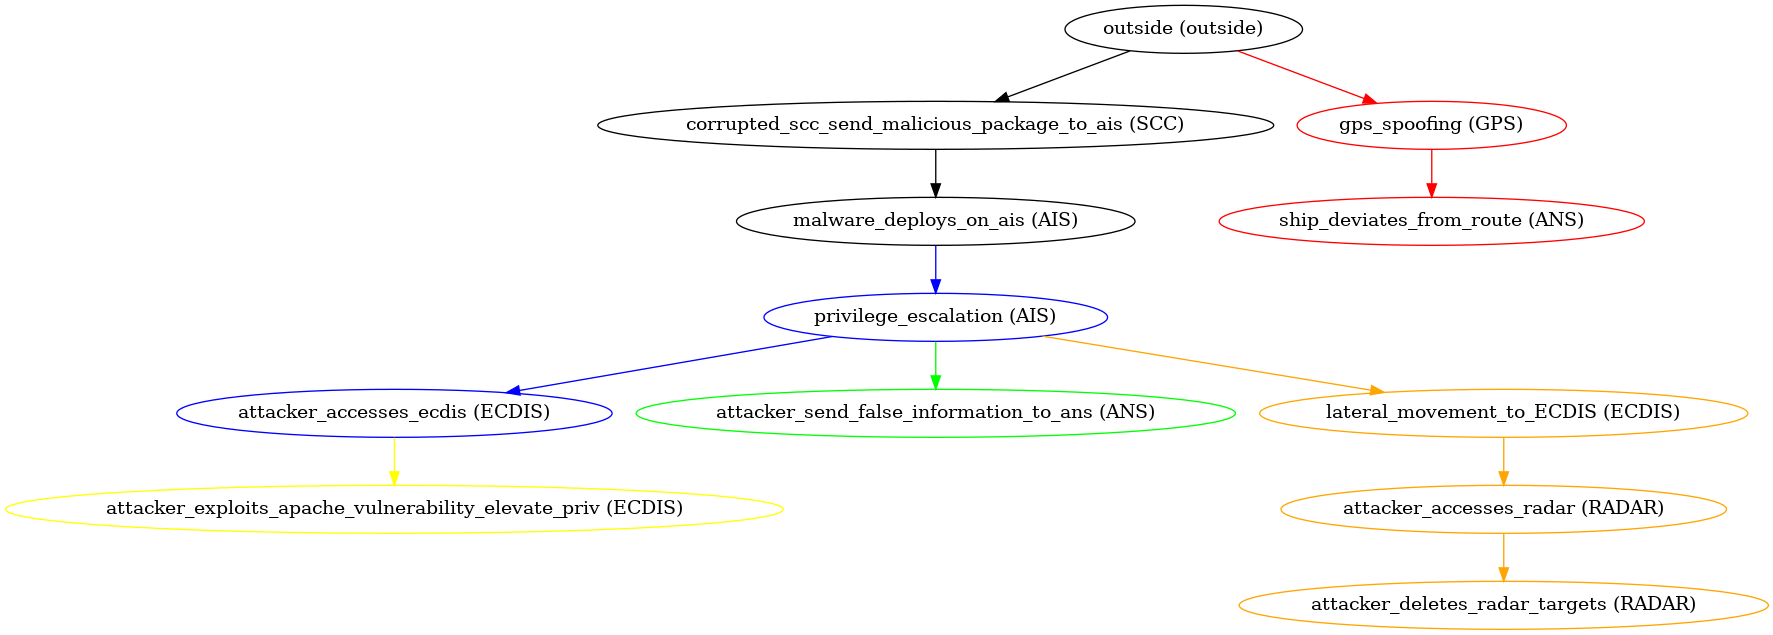 outside (outside)
corrupted_scc_send_malicious_package_to_ais (SCC)
gps_spoofing (GPS)
malware_deploys_on_ais (AIS)
ship_deviates_from_route (ANS)
privilege_escalation (AIS)
attacker_accesses_ecdis (ECDIS)
attacker_send_false_information_to_ans (ANS)
lateral_movement_to_ECDIS (ECDIS)
attacker_exploits_apache_vulnerability_elevate_priv (ECDIS)
attacker_accesses_radar (RADAR)
attacker_deletes_radar_targets (RADAR)